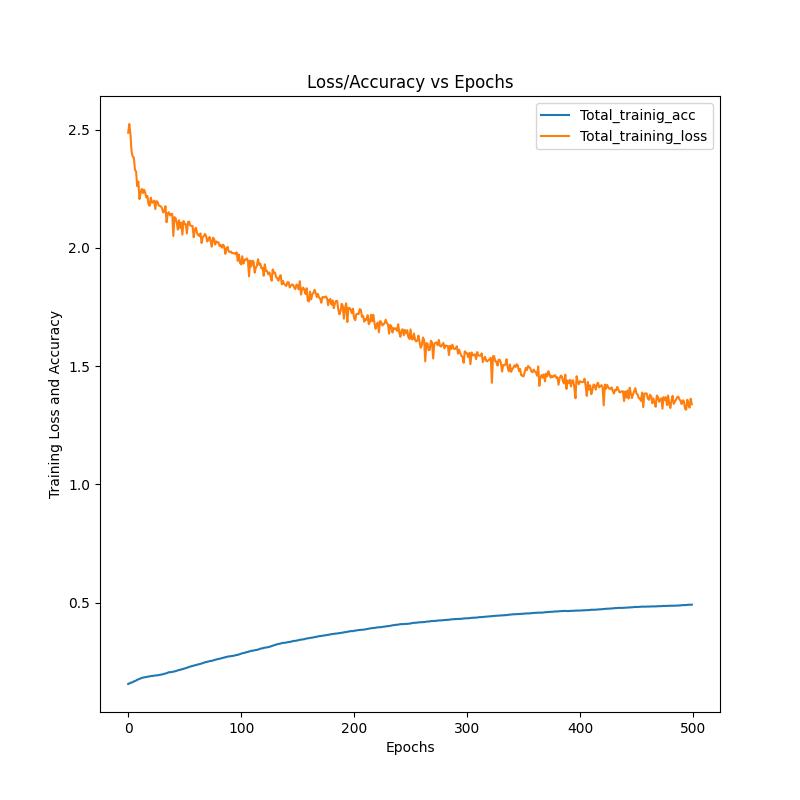 Loss/Accuracy vs Epochs
Total_trainig_acc
Total_training_loss
2.5
2.0
1.5
1.0
0.5
Training Loss and Accuracy
0 100 200 300 400 500
Epochs